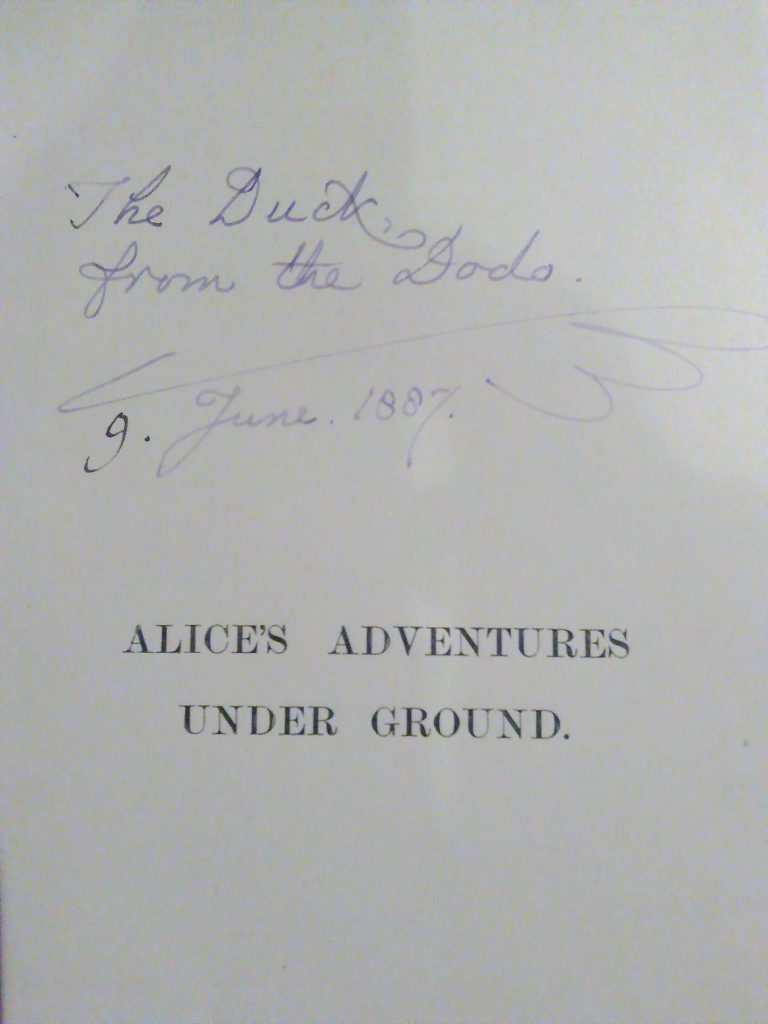 The Duck,
from the Dodo.
9. June. 1887.
ALICE'S ADVENTURES
UNDER GROUND.